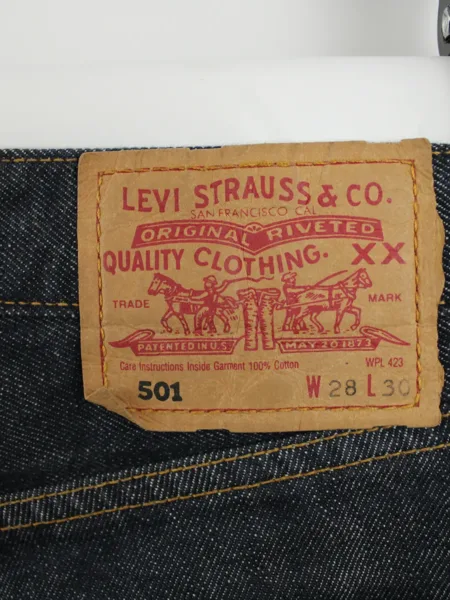 LEVI STRAUSS & CO.
SAN FRANCISCO CAL
ORIGINAL RIVETED
QUALITY CLOTHING. XX
TRADE MARK
PATENTED IN U.S. MAY 20 1873
Care Instructions Inside Garment 100% Cotton WPL 423
501 W 28 L 30